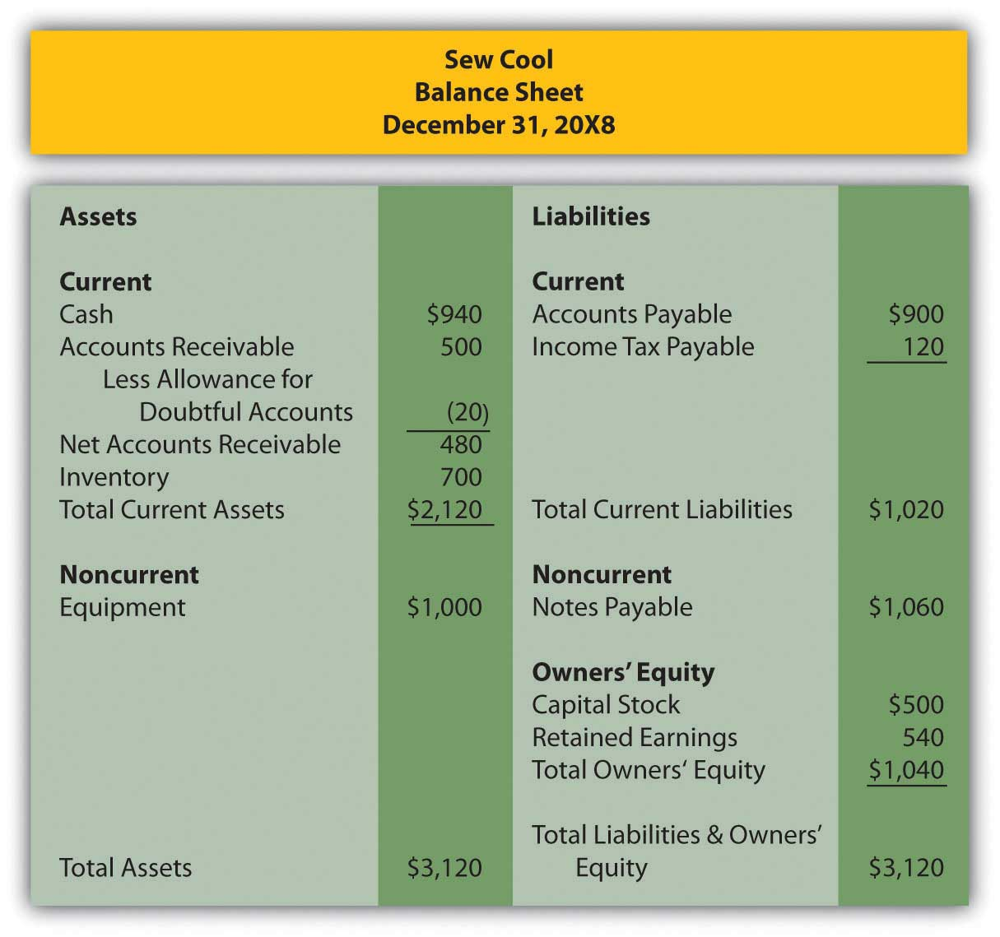 Sew Cool
Balance Sheet
December 31, 20X8
Assets Liabilities
Current Current
Cash $940 Accounts Payable $900
Accounts Receivable 500 Income Tax Payable 120
Less Allowance for
Doubtful Accounts (20)
Net Accounts Receivable 480
Inventory 700
Total Current Assets $2,120 Total Current Liabilities $1,020
Noncurrent Noncurrent
Equipment $1,000 Notes Payable $1,060
Owners’ Equity
Capital Stock $500
Retained Earnings 540
Total Owners‘ Equity $1,040
Total Liabilities & Owners’
Total Assets $3,120 Equity $3,120